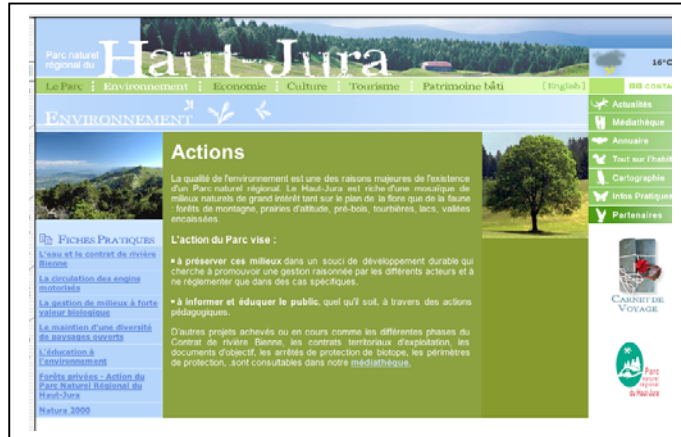 Parc naturel
régional du
Haut-Jura
16°C
Le Parc Environnement Economie Culture Tourisme Patrimoine bâti [English]
CONTA
ENVIRONNEMENT
Actualités
Médiathèque
Annuaire
Tout sur l'habit
Cartographie
Infos Pratiques
Partenaires
Actions
La qualité de l'environnement est une des raisons majeures de l'existence
d'un Parc naturel régional. Le Haut-Jura est riche d'une mosaïque de
milieux naturels de grand intérêt tant sur le plan de la flore que de la faune
: forêts de montagne, prairies d'altitude, pré-bois, tourbières, lacs, vallées
encaissées.
L'action du Parc vise :
▪ à préserver ces milieux dans un souci de développement durable qui
cherche à promouvoir une gestion raisonnée par les différents acteurs et à
ne réglementer que dans des cas spécifiques.
▪ à informer et éduquer le public, quel qu'il soit, à travers des actions
pédagogiques.
D'autres projets achevés ou en cours comme les différentes phases du
Contrat de rivière Bienne, les contrats territoriaux d'exploitation, les
documents d'objectif, les arrêtés de protection de biotope, les périmètres
de protection, .sont consultables dans notre médiathèque.
FICHES PRATIQUES
L'eau et le contrat de rivière
Bienne
La circulation des engins
motorisés
La gestion de milieux à forte
valeur biologique
Le maintien d'une diversité
de paysages ouverts
L'éducation à
l'environnement
Forêts privées - Action du
Parc Naturel Régional du
Haut-Jura
Natura 2000
CARNET DE
VOYAGE
Parc
naturel
régional
du Haut-Jura